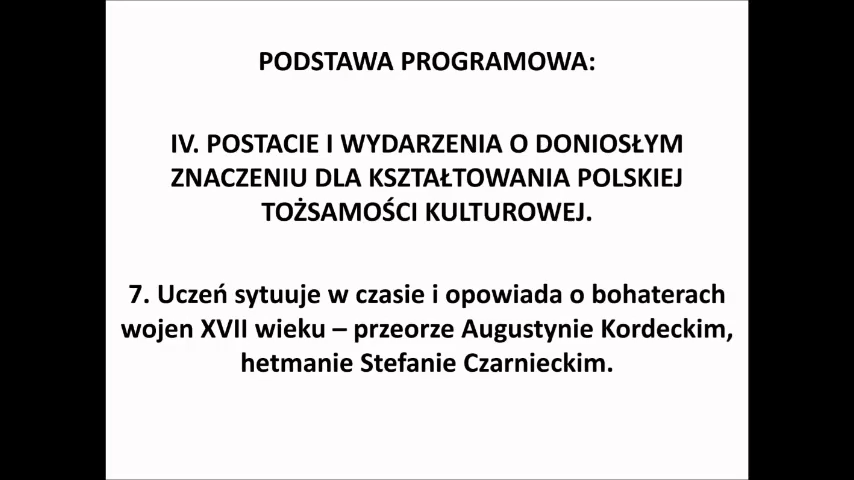 PODSTAWA PROGRAMOWA:
IV. POSTACIE I WYDARZENIA O DONIOSŁYM
ZNACZENIU DLA KSZTAŁTOWANIA POLSKIEJ
TOŻSAMOŚCI KULTUROWEJ.
7. Uczeń sytuuje w czasie i opowiada o bohaterach
wojen XVII wieku – przeorze Augustynie Kordeckim,
hetmanie Stefanie Czarnieckim.